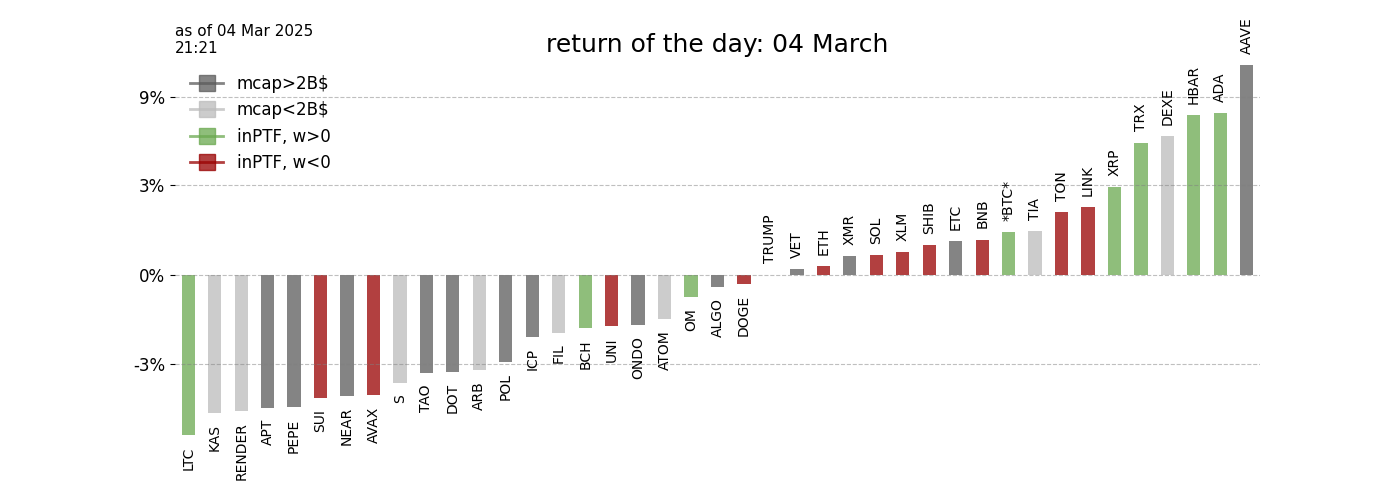 as of 04 Mar 2025
21:21
return of the day: 04 March
mcap>2B$
mcap<2B$
inPTF, w>0
inPTF, w<0
9%
3%
0%
-3%
LTC
KAS
RENDER
APT
PEPE
SUI
NEAR
AVAX
S
TAO
DOT
ARB
POL
ICP
FIL
BCH
UNI
ONDO
ATOM
OM
ALGO
DOGE
TRUMP
VET
ETH
XMR
SOL
XLM
SHIB
ETC
BNB
*BTC*
TIA
TON
LINK
XRP
TRX
DEXE
HBAR
ADA
AAVE